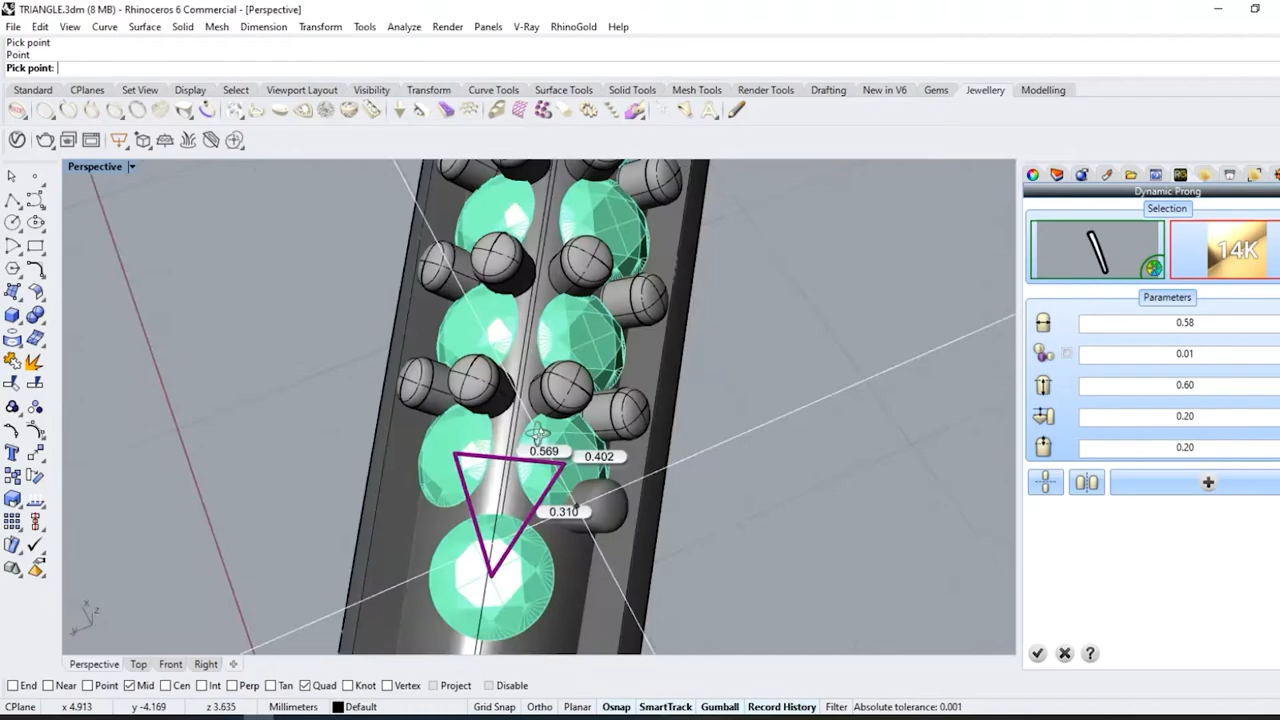 TRIANGLE.3dm (8 MB) - Rhinoceros 6 Commercial - [Perspective]
File Edit View Curve Surface Solid Mesh Dimension Transform Tools Analyze Render Panels V-Ray RhinoGold Help
Pick point
Point
Pick point:
Standard CPlanes Set View Display Select Viewport Layout Visibility Transform Curve Tools Surface Tools Solid Tools Mesh Tools Render Tools Drafting New in V6 Gems Jewellery Modelling
Perspective
Dynamic Prong
Selection
14K
Parameters
0.58
0.01
0.60
0.20
0.20
0.569 0.402
0.310
x z
y
Perspective Top Front Right
End Near Point Mid Cen Int Perp Tan Quad Knot Vertex Project Disable
CPlane x 4.913 y -4.169 z 3.635 Millimeters Default Grid Snap Ortho Planar Osnap SmartTrack Gumball Record History Filter Absolute tolerance: 0.001